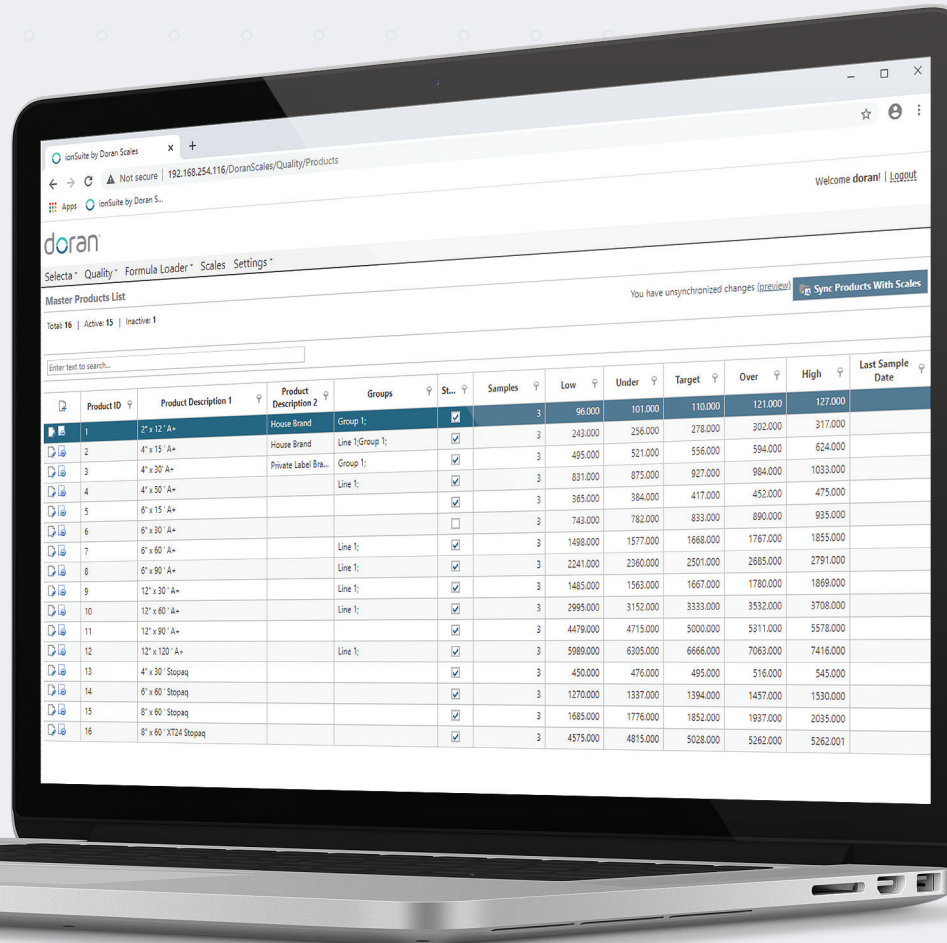 ionSuite by Doran Scales
Not secure | 192.168.254.116/DoranScales/Quality/Products
Apps ionSuite by Doran S...
Welcome doran! | Logout
doran
Selecta Quality Formula Loader Scales Settings
Master Products List
You have unsynchronized changes (preview) Sync Products With Scales
Total: 16 | Active: 15 | Inactive: 1
Enter text to search...
Product ID Product Description 1 Product Description 2 Groups St... Samples Low Under Target Over High Last Sample Date
1 2" x 12 ' A+ House Brand Group 1; 3 96.000 101.000 110.000 121.000 127.000
2 4" x 15 ' A+ House Brand Line 1;Group 1; 3 243.000 256.000 278.000 302.000 317.000
3 4" x 30' A+ Private Label Bra... Group 1; 3 495.000 521.000 556.000 594.000 624.000
4 4" x 50 ' A+ Line 1; 3 831.000 875.000 927.000 984.000 1033.000
5 6" x 15 ' A+ 3 365.000 384.000 417.000 452.000 475.000
6 6" x 30 ' A+ 3 743.000 782.000 833.000 890.000 935.000
7 6" x 60 ' A+ Line 1; 3 1498.000 1577.000 1668.000 1767.000 1855.000
8 6" x 90 ' A+ Line 1; 3 2241.000 2360.000 2501.000 2685.000 2791.000
9 12" x 30 ' A+ Line 1; 3 1485.000 1563.000 1667.000 1780.000 1869.000
10 12" x 60 ' A+ Line 1; 3 2995.000 3152.000 3333.000 3532.000 3708.000
11 12" x 90 ' A+ 3 4479.000 4715.000 5000.000 5311.000 5578.000
12 12" x 120 ' A+ Line 1; 3 5989.000 6305.000 6666.000 7063.000 7416.000
13 4" x 30 ' Stopaq 3 450.000 476.000 495.000 516.000 545.000
14 6" x 60 ' Stopaq 3 1270.000 1337.000 1394.000 1457.000 1530.000
15 8" x 60 ' Stopaq 3 1685.000 1776.000 1852.000 1937.000 2035.000
16 8" x 60 ' XT24 Stopaq 3 4575.000 4815.000 5028.000 5262.000 5262.001